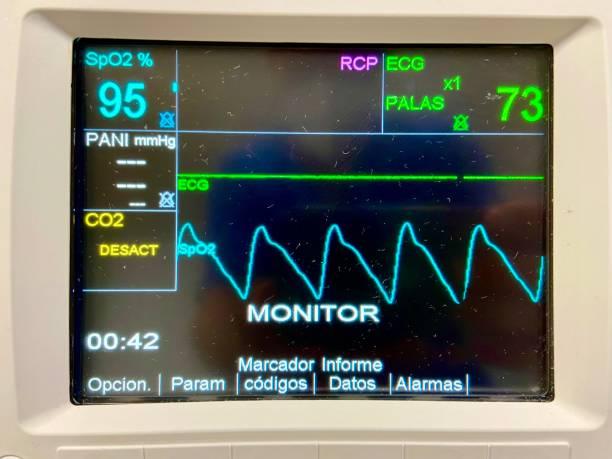 SpO2 %
95
RCP
ECG
x1
PALAS
73
PANI mmHg
---
---
--
ECG
CO2
DESACT
SpO2
MONITOR
00:42
Opcion.
Param
Marcador
códigos
Informe
Datos
Alarmas